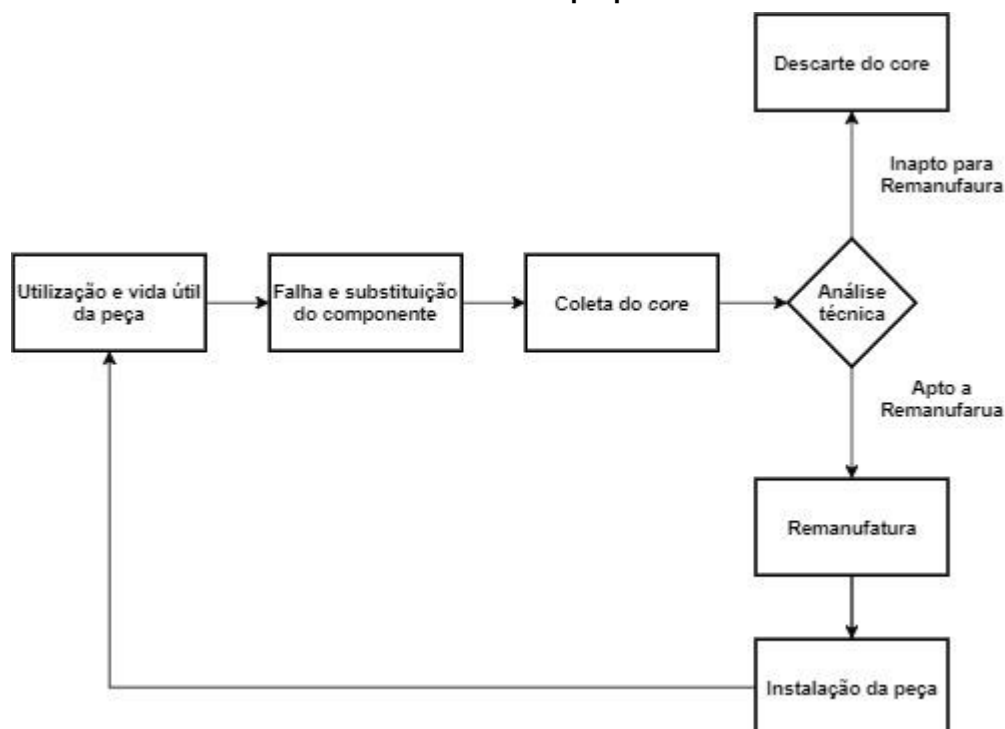 Descarte do core
Inapto para
Remanufaura
Utilização e vida útil
da peça
Falha e substituição
do componente
Coleta do core
Análise
técnica
Apto a
Remanufarua
Remanufatura
Instalação da peça